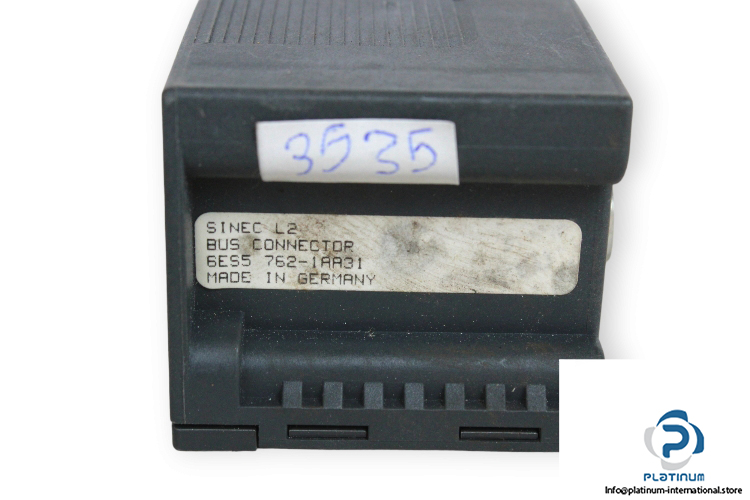 3535
SINEC L2
BUS CONNECTOR
6ES5 762-1AA31
MADE IN GERMANY
PLATINUM
Info@platinum-international.store